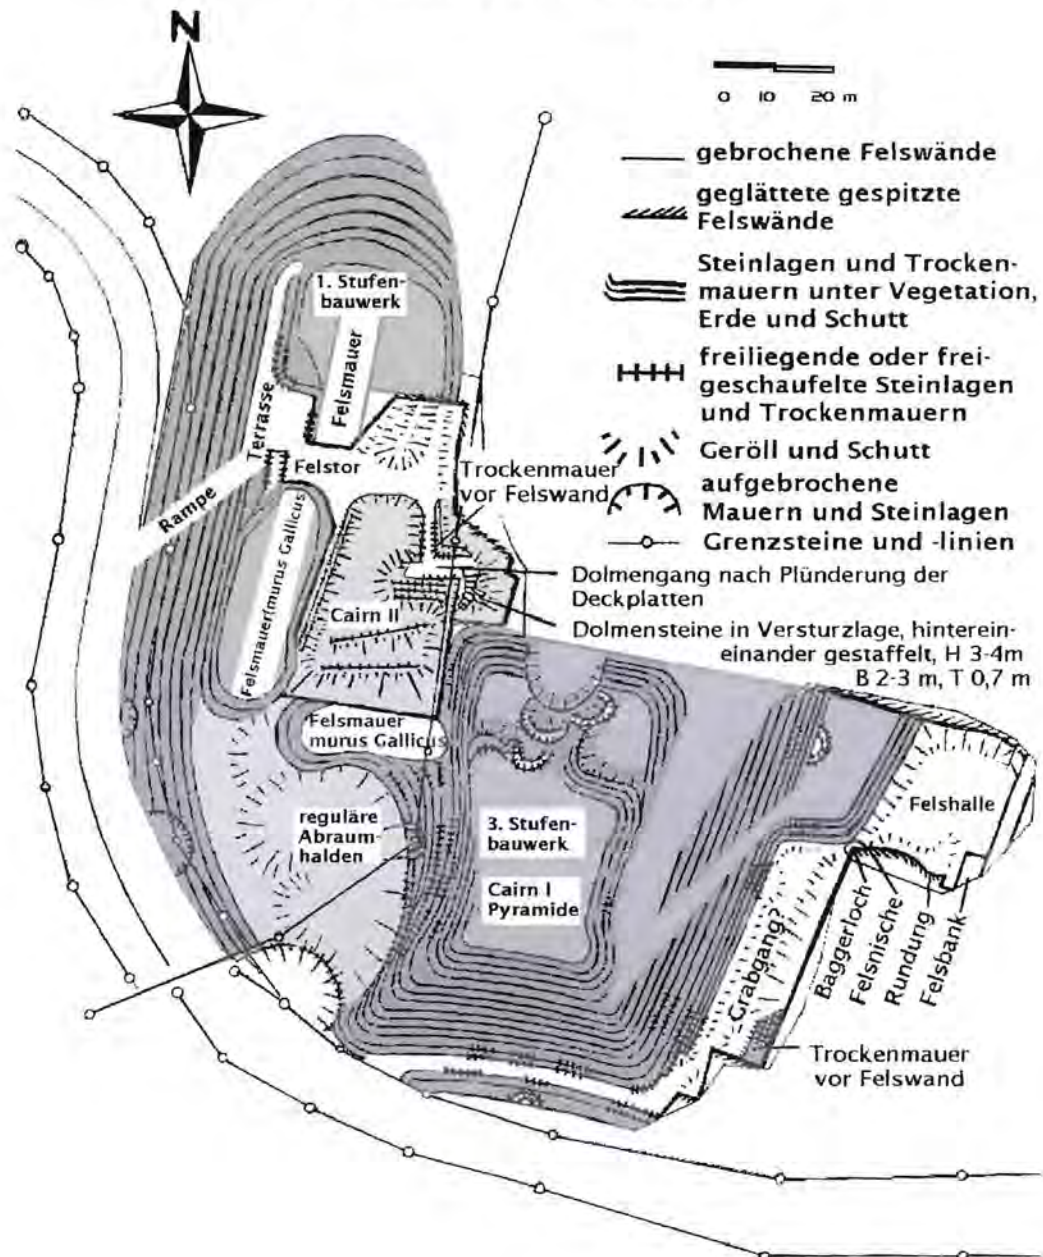 N
0 10 20 m
gebrochene Felswände
geglättete gespitzte
Felswände
Steinlagen und Trocken-
mauern unter Vegetation,
Erde und Schutt
freiliegende oder frei-
geschaufelte Steinlagen
und Trockenmauern
Geröll und Schutt
aufgebrochene
Mauern und Steinlagen
Grenzsteine und -linien
1. Stufen-
bauwerk
Felsmauer
Terrasse
Felstor
Rampe
Trockenmauer
vor Felswand
Felsmauer(murus Gallicus
Cairn II
Dolmengang nach Plünderung der
Deckplatten
Dolmensteine in Versturzlage, hinterein-
einander gestaffelt, H 3-4m
B 2-3 m, T 0,7 m
Felsmauer
murus Gallicus
reguläre
Abraum-
halden
3. Stufen-
bauwerk
Cairn I
Pyramide
Felshalle
Grabgang?
Baggerloch
Felsnische
Rundung
Felsbank
Trockenmauer
vor Felswand